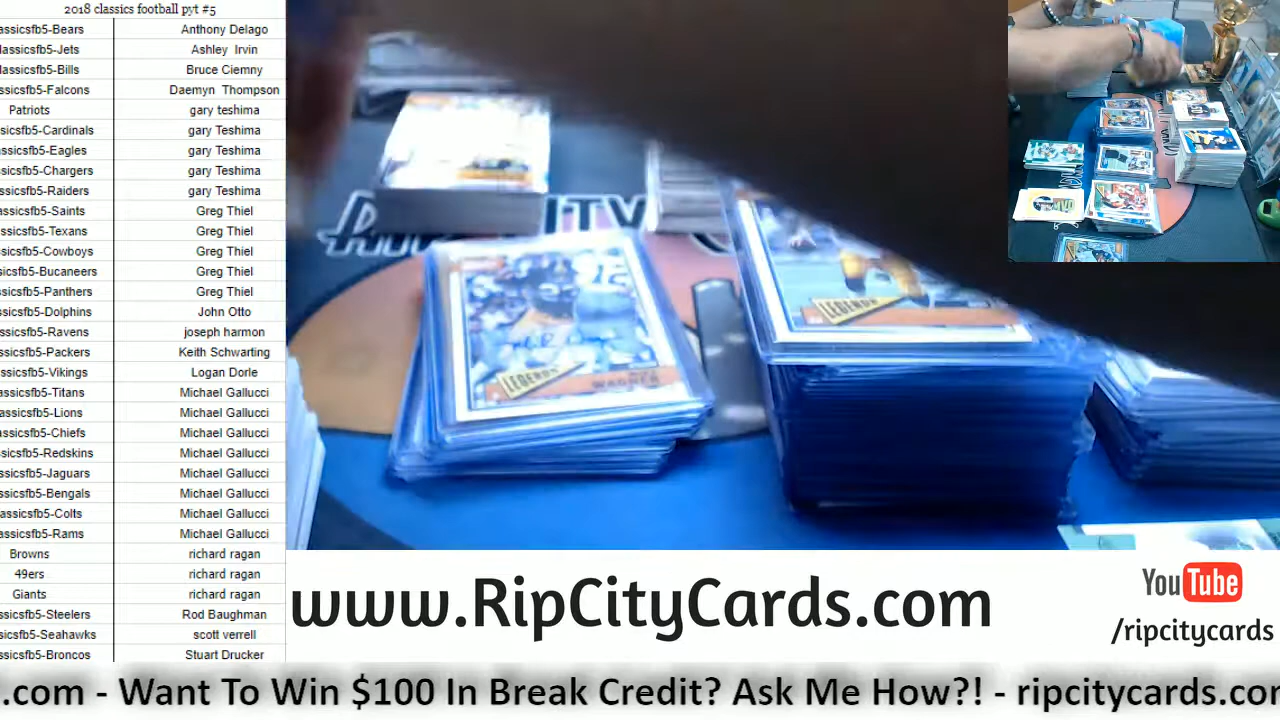 2018 classics football pyt #5
assicsfb5-Bears Anthony Delago
lassicsfb5-Jets Ashley Irvin
lassicsfb5-Bills Bruce Ciemny
ssicsfb5-Falcons Daemyn Thompson
Patriots gary teshima
sicsfb5-Cardinals gary Teshima
assicsfb5-Eagles gary Teshima
ssicsfb5-Chargers gary Teshima
ssicsfb5-Raiders gary Teshima
assicsfb5-Saints Greg Thiel
assicsfb5-Texans Greg Thiel
ssicsfb5-Cowboys Greg Thiel
sicsfb5-Bucaneers Greg Thiel
ssicsfb5-Panthers Greg Thiel
ssicsfb5-Dolphins John Otto
ssicsfb5-Ravens joseph harmon
ssicsfb5-Packers Keith Schwarting
ssicsfb5-Vikings Logan Dorle
assicsfb5-Titans Michael Gallucci
assicsfb5-Lions Michael Gallucci
assicsfb5-Chiefs Michael Gallucci
sicsfb5-Redskins Michael Gallucci
ssicsfb5-Jaguars Michael Gallucci
ssicsfb5-Bengals Michael Gallucci
assicsfb5-Colts Michael Gallucci
assicsfb5-Rams Michael Gallucci
Browns richard ragan
49ers richard ragan
Giants richard ragan
ssicsfb5-Steelers Rod Baughman
sicsfb5-Seahawks scott verrell
ssicsfb5-Broncos Stuart Drucker
ITY
LEGENDS
WAGNER
LEGENDS
www.RipCityCards.com
YouTube
/ripcitycards
s.com - Want To Win $100 In Break Credit? Ask Me How?! - ripcitycards.com